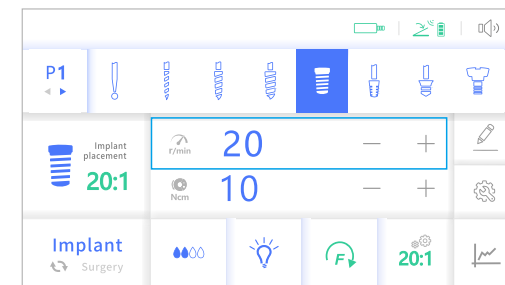 P1
Implant
placement
20:1
r/min
20
Ncm
10
Implant
Surgery
F
20:1